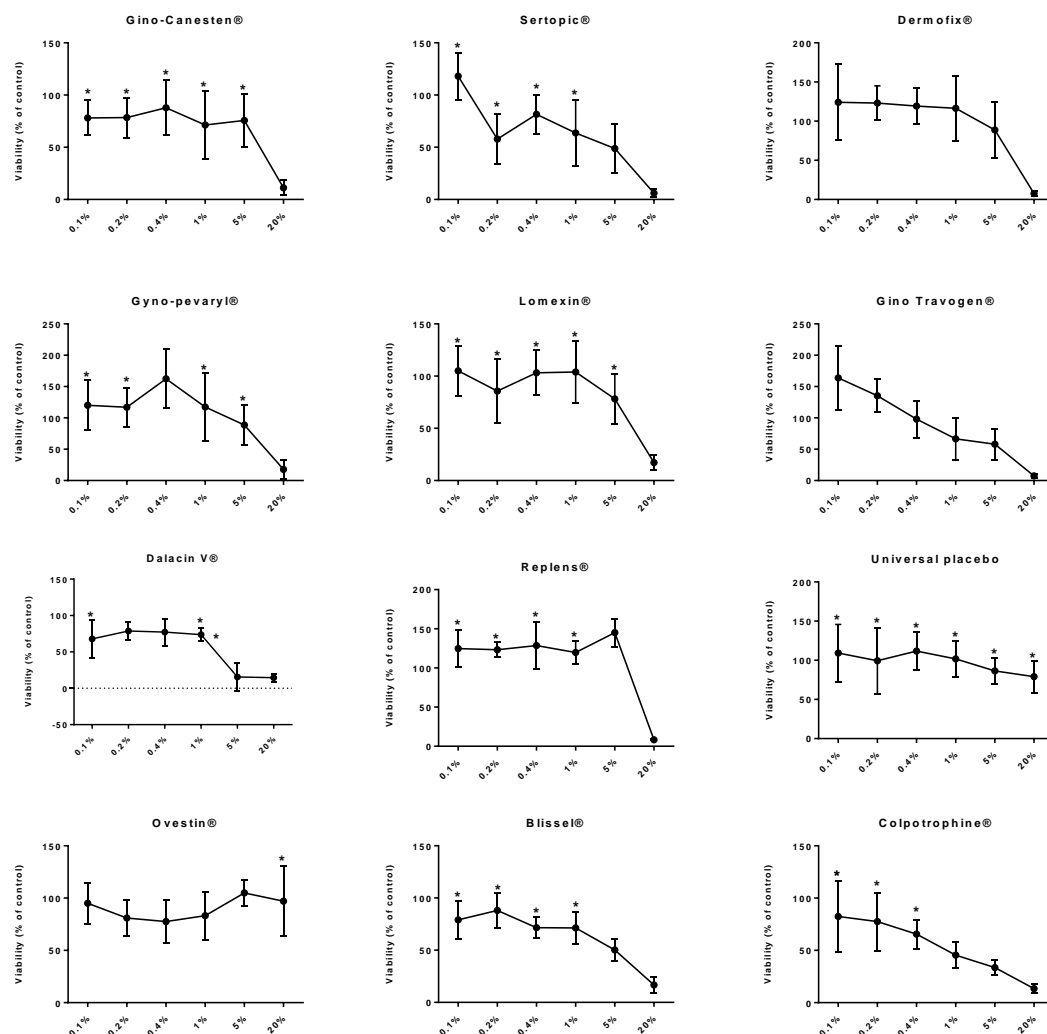 Gino-Canesten®
Viability (% of control)
150
* * * * *
100
50
0
0.1% 0.2% 0.4% 1% 5% 20%
Sertopic®
Viability (% of control)
150
* * * *
100
50
0
0.1% 0.2% 0.4% 1% 5% 20%
Dermofix®
Viability (% of control)
200
150
100
50
0
0.1% 0.2% 0.4% 1% 5% 20%
Gyno-pevaryl®
Viability (% of control)
250
200
* * * *
150
100
50
0
0.1% 0.2% 0.4% 1% 5% 20%
Lomexin®
Viability (% of control)
150
* * * * *
100
50
0
0.1% 0.2% 0.4% 1% 5% 20%
Gino Travogen®
Viability (% of control)
250
200
150
100
50
0
0.1% 0.2% 0.4% 1% 5% 20%
Dalacin V®
Viability (% of control)
150
100
* * *
50
0
-50
0.1% 0.2% 0.4% 1% 5% 20%
Replens®
Viability (% of control)
200
* * * *
150
100
50
0
0.1% 0.2% 0.4% 1% 5% 20%
Universal placebo
Viability (% of control)
200
* * * * * *
150
100
50
0
0.1% 0.2% 0.4% 1% 5% 20%
Ovestin®
Viability (% of control)
150
*
100
50
0
0.1% 0.2% 0.4% 1% 5% 20%
Blissel®
Viability (% of control)
150
* * * *
100
50
0
0.1% 0.2% 0.4% 1% 5% 20%
Colpotrophine®
Viability (% of control)
150
* * *
100
50
0
0.1% 0.2% 0.4% 1% 5% 20%